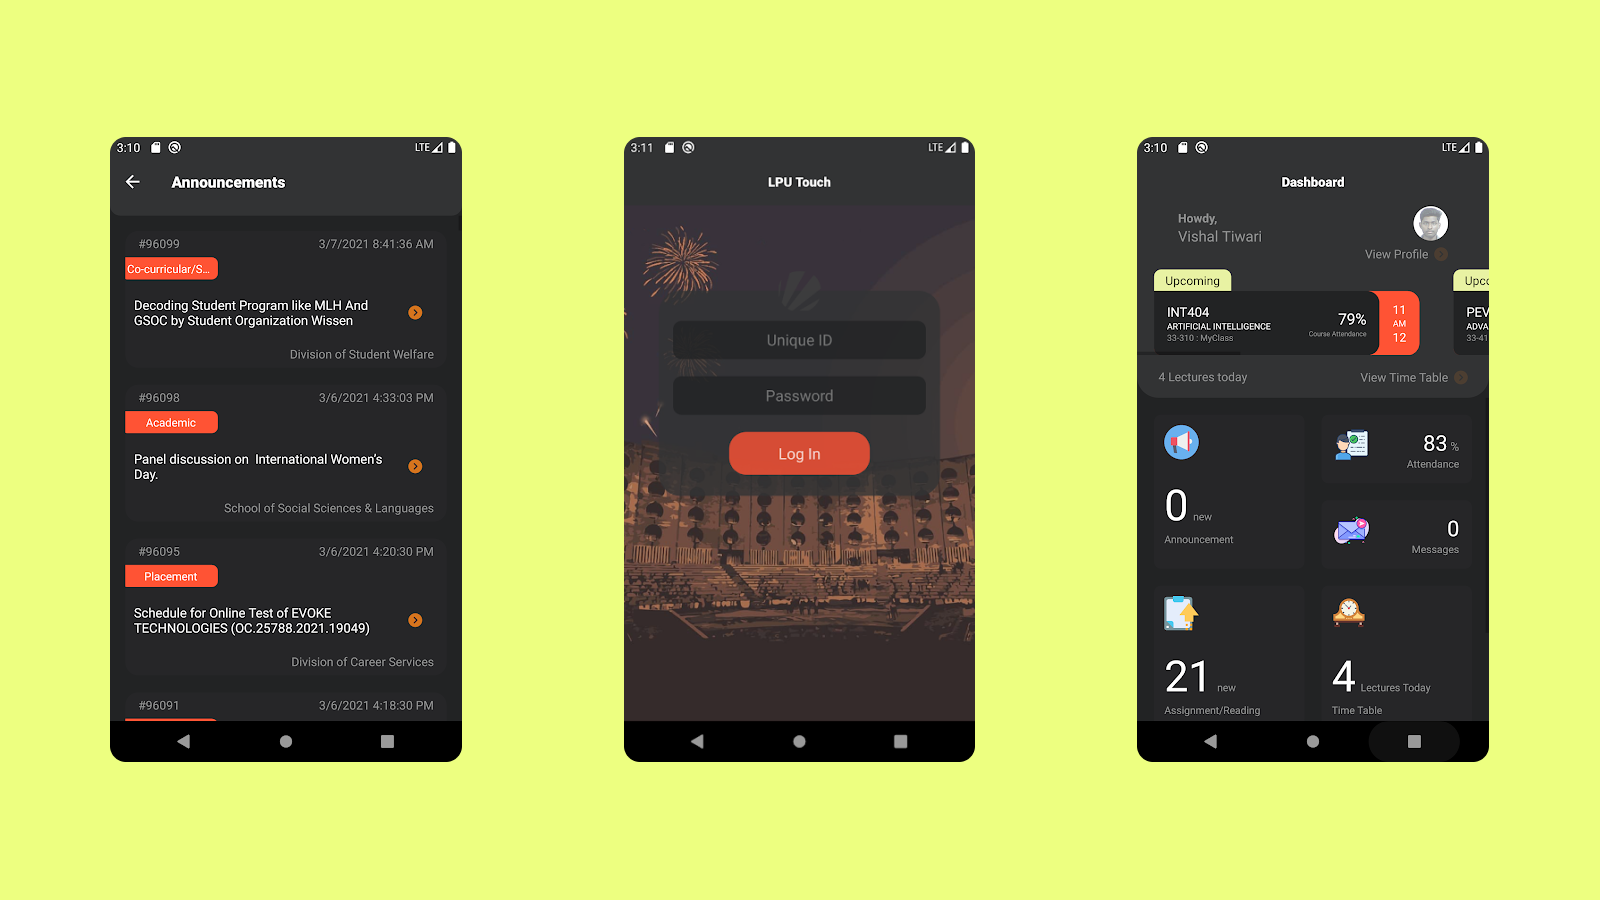 3:10
LTE
Announcements
#96099
3/7/2021 8:41:36 AM
Co-curricular/S...
Decoding Student Program like MLH And
GSOC by Student Organization Wissen
Division of Student Welfare
#96098
3/6/2021 4:33:03 PM
Academic
Panel discussion on  International Women's
Day.
School of Social Sciences & Languages
#96095
3/6/2021 4:20:30 PM
Placement
Schedule for Online Test of EVOKE
TECHNOLOGIES (OC.25788.2021.19049)
Division of Career Services
#96091
3/6/2021 4:18:30 PM
3:11
LTE
LPU Touch
Unique ID
Password
Log In
3:10
LTE
Dashboard
Howdy,
Vishal Tiwari
View Profile
Upcoming
Upco
INT404
ARTIFICIAL INTELLIGENCE
33-310 : MyClass
79%
Course Attendance
11
AM
12
PEV
ADVA
33-41
4 Lectures today
View Time Table
0 new
Announcement
83 %
Attendance
0
Messages
21 new
Assignment/Reading
4 Lectures Today
Time Table